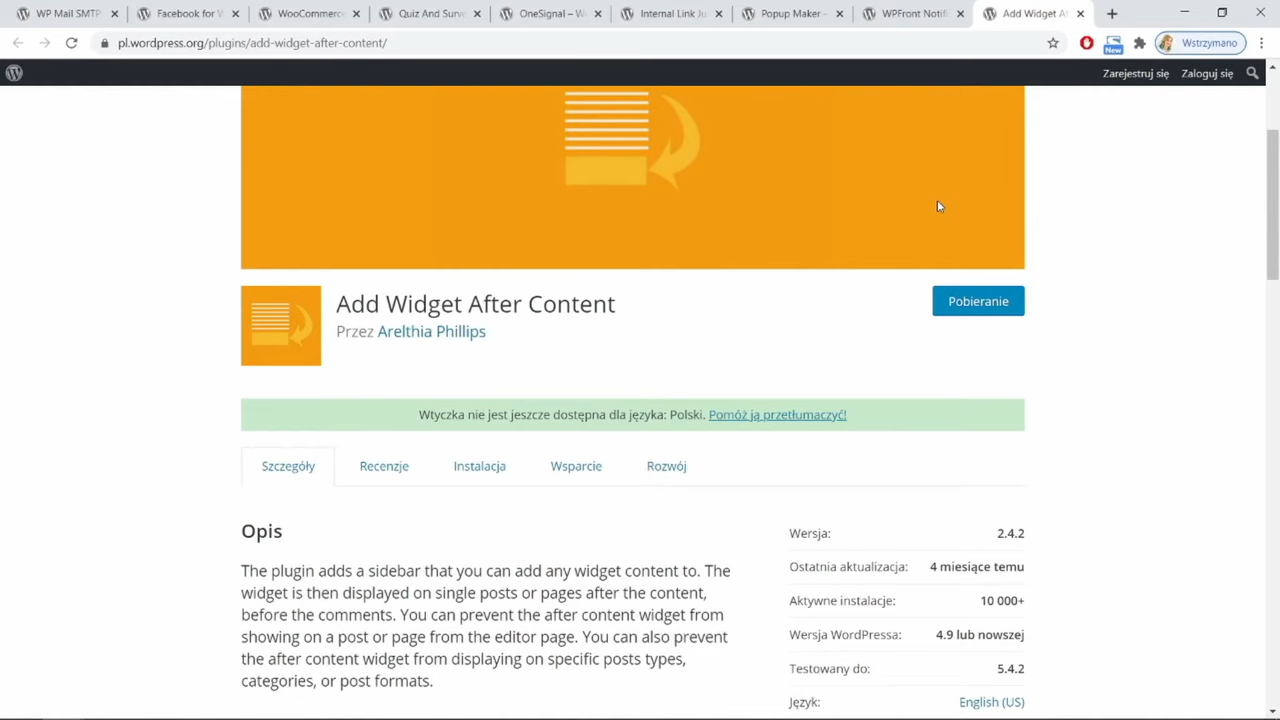 WP Mail SMTP
Facebook for W
WooCommerce
Quiz And Surve
OneSignal – W
Internal Link Ju
Popup Maker –
WPFront Notifi
Add Widget Af
pl.wordpress.org/plugins/add-widget-after-content/
New
Wstrzymano
Zarejestruj się
Zaloguj się
Add Widget After Content
Przez Arelthia Phillips
Pobieranie
Wtyczka nie jest jeszcze dostępna dla języka: Polski. Pomóż ją przetłumaczyć!
Szczegóły
Recenzje
Instalacja
Wsparcie
Rozwój
Opis
The plugin adds a sidebar that you can add any widget content to. The
widget is then displayed on single posts or pages after the content,
before the comments. You can prevent the after content widget from
showing on a post or page from the editor page. You can also prevent
the after content widget from displaying on specific posts types,
categories, or post formats.
Wersja: 2.4.2
Ostatnia aktualizacja: 4 miesiące temu
Aktywne instalacje: 10 000+
Wersja WordPressa: 4.9 lub nowszej
Testowany do: 5.4.2
Język: English (US)